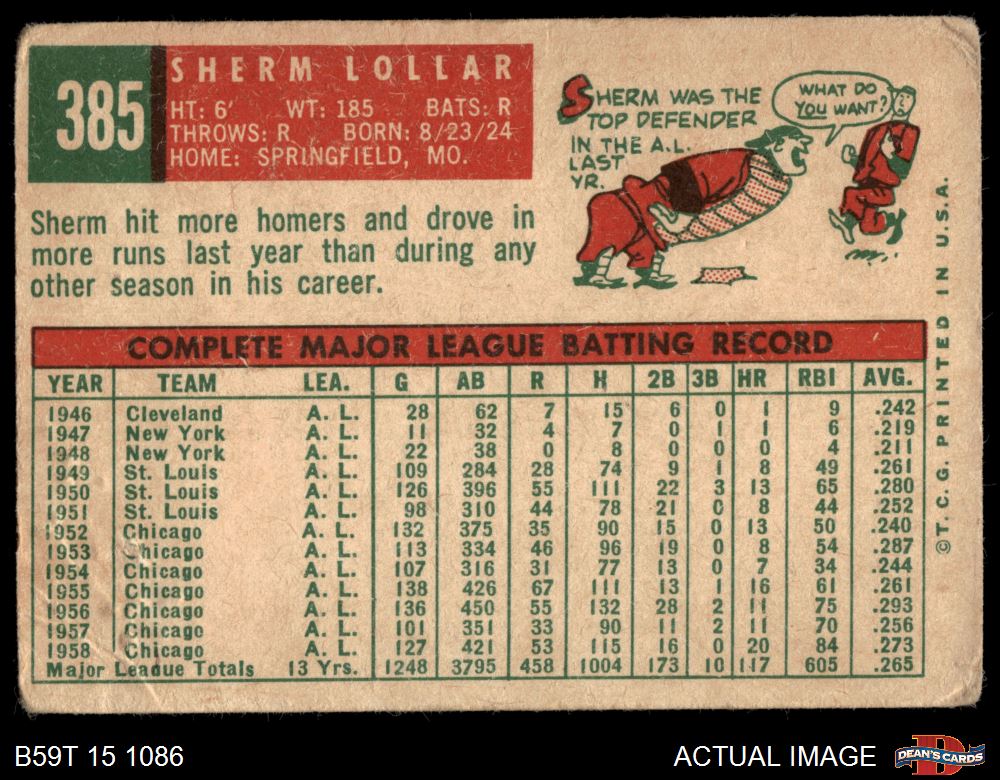 385
SHERM LOLLAR
HT: 6' WT: 185 BATS: R
THROWS: R BORN: 8/23/24
HOME: SPRINGFIELD, MO.
Sherm hit more homers and drove in
more runs last year than during any
other season in his career.
SHERM WAS THE
TOP DEFENDER
IN THE A.L.
LAST
YR.
WHAT DO
YOU WANT?
COMPLETE MAJOR LEAGUE BATTING RECORD
YEAR TEAM LEA. G AB R H 2B 3B HR RBI AVG.
1946 Cleveland A. L. 28 62 7 15 6 0 1 9 .242
1947 New York A. L. 11 32 4 7 0 1 1 6 .219
1948 New York A. L. 22 38 0 8 0 0 0 4 .211
1949 St. Louis A. L. 109 284 28 74 9 1 8 49 .261
1950 St. Louis A. L. 126 396 55 111 22 3 13 65 .280
1951 St. Louis A. L. 98 310 44 78 21 0 8 44 .252
1952 Chicago A. L. 132 375 35 90 15 0 13 50 .240
1953 Chicago A. L. 113 334 46 96 19 0 8 54 .287
1954 Chicago A. L. 107 316 31 77 13 0 7 34 .244
1955 Chicago A. L. 138 426 67 111 13 1 16 61 .261
1956 Chicago A. L. 136 450 55 132 28 2 11 75 .293
1957 Chicago A. L. 101 351 33 90 11 2 11 70 .256
1958 Chicago A. L. 127 421 53 115 16 0 20 84 .273
Major League Totals 13 Yrs. 1248 3795 458 1004 173 10 117 605 .265
© T. C. G. PRINTED IN U. S. A.
B59T 15 1086
ACTUAL IMAGE
D
DEAN'S CARDS